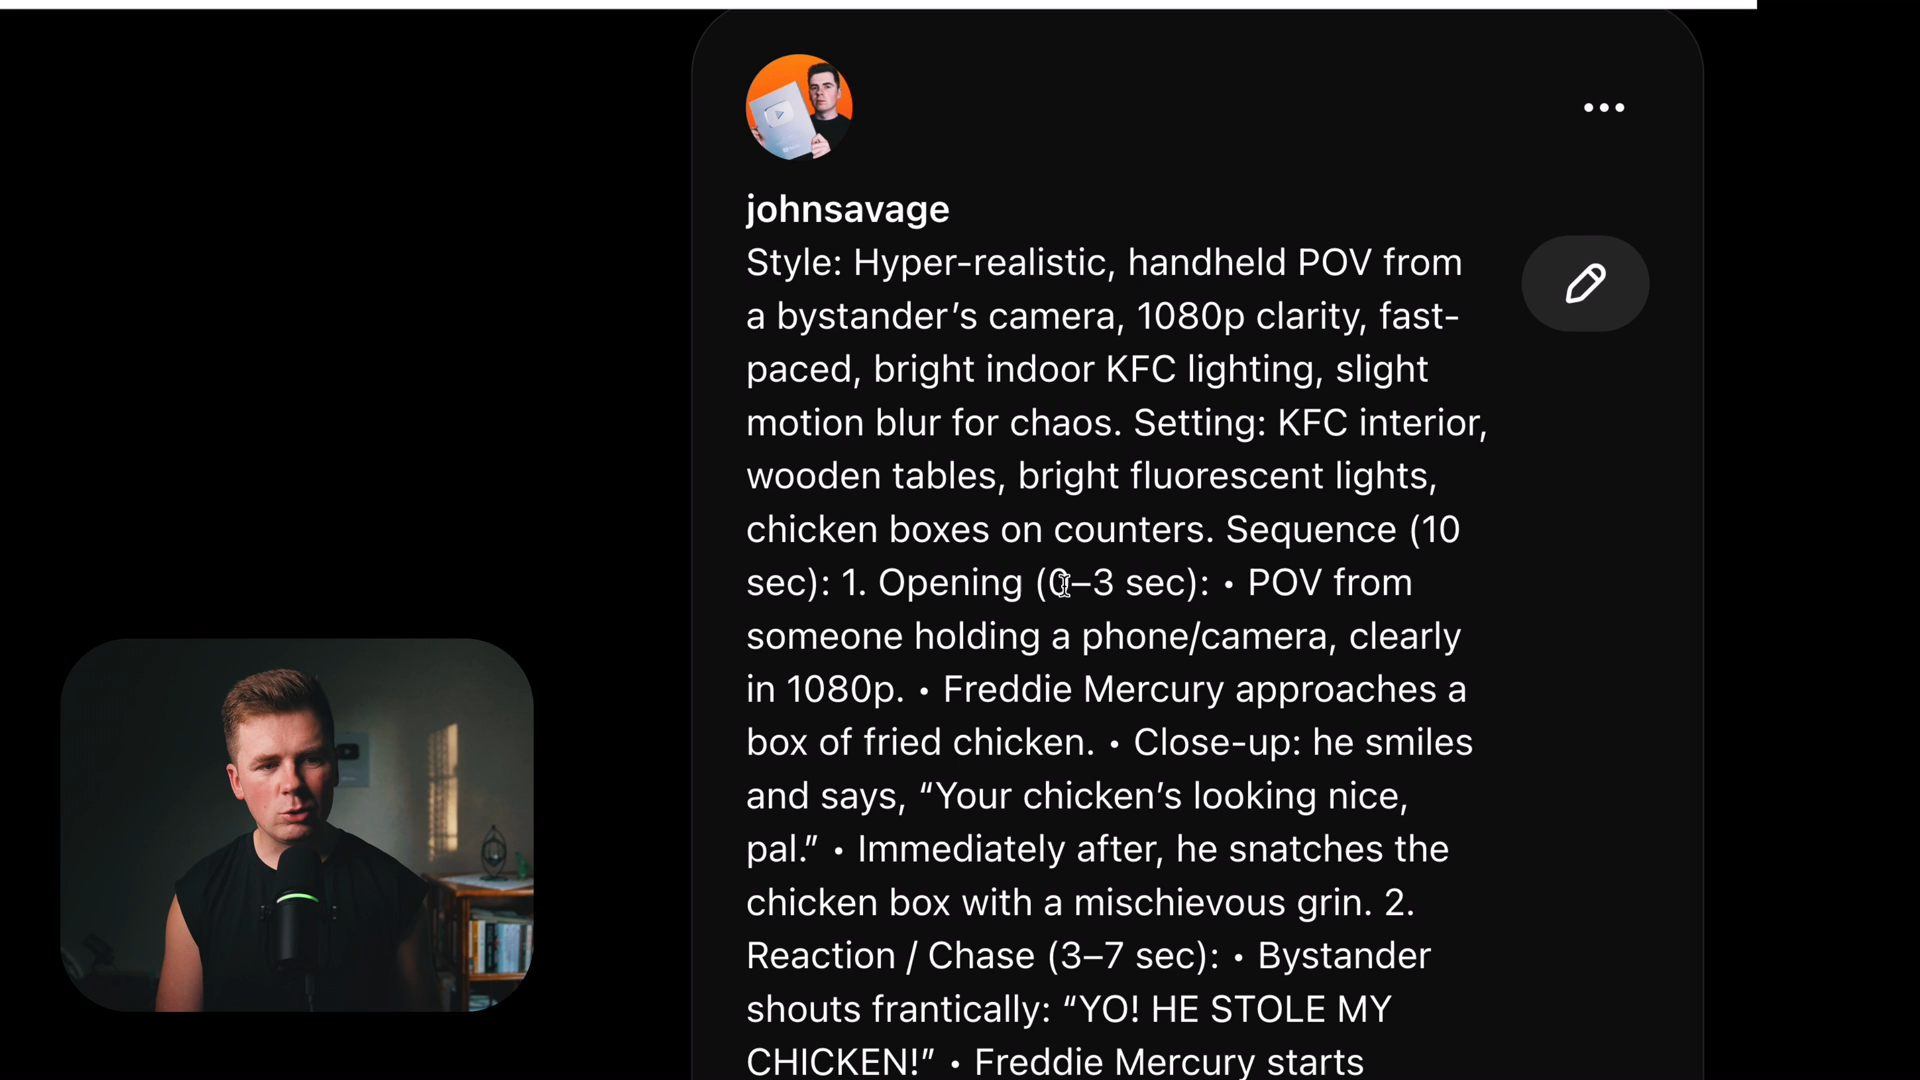 johnsavage
Style: Hyper-realistic, handheld POV from
a bystander’s camera, 1080p clarity, fast-
paced, bright indoor KFC lighting, slight
motion blur for chaos. Setting: KFC interior,
wooden tables, bright fluorescent lights,
chicken boxes on counters. Sequence (10
sec): 1. Opening (0–3 sec): • POV from
someone holding a phone/camera, clearly
in 1080p. • Freddie Mercury approaches a
box of fried chicken. • Close-up: he smiles
and says, “Your chicken’s looking nice,
pal.” • Immediately after, he snatches the
chicken box with a mischievous grin. 2.
Reaction / Chase (3–7 sec): • Bystander
shouts frantically: “YO! HE STOLE MY
CHICKEN!” • Freddie Mercury starts